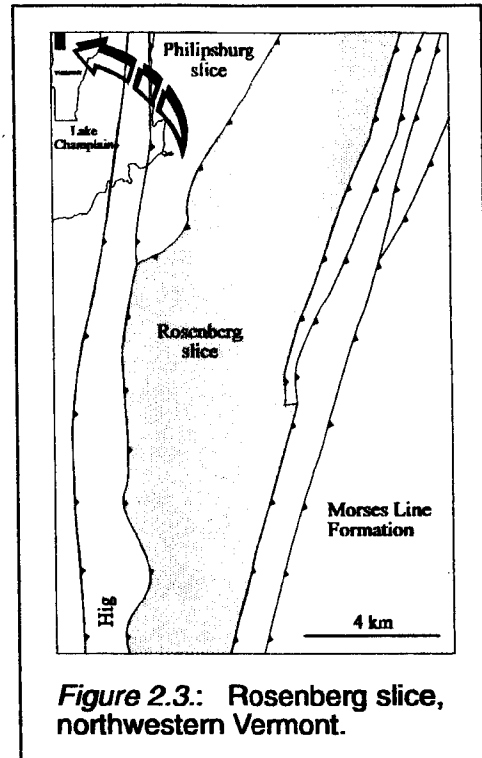 Philipsburg
slice
Lake
Champlain
Rosenberg
slice
Morses Line
Formation
Hig
4 km
Figure 2.3.: Rosenberg slice,
northwestern Vermont.